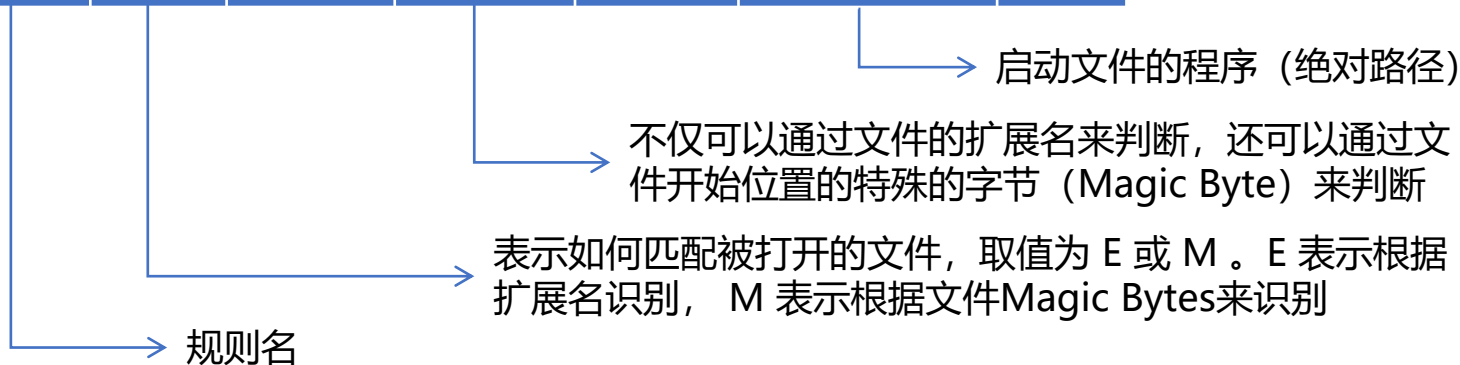 启动文件的程序（绝对路径）
不仅可以通过文件的扩展名来判断，还可以通过文
件开始位置的特殊的字节（Magic Byte）来判断
表示如何匹配被打开的文件，取值为 E 或 M 。E 表示根据
扩展名识别， M 表示根据文件Magic Bytes来识别
规则名